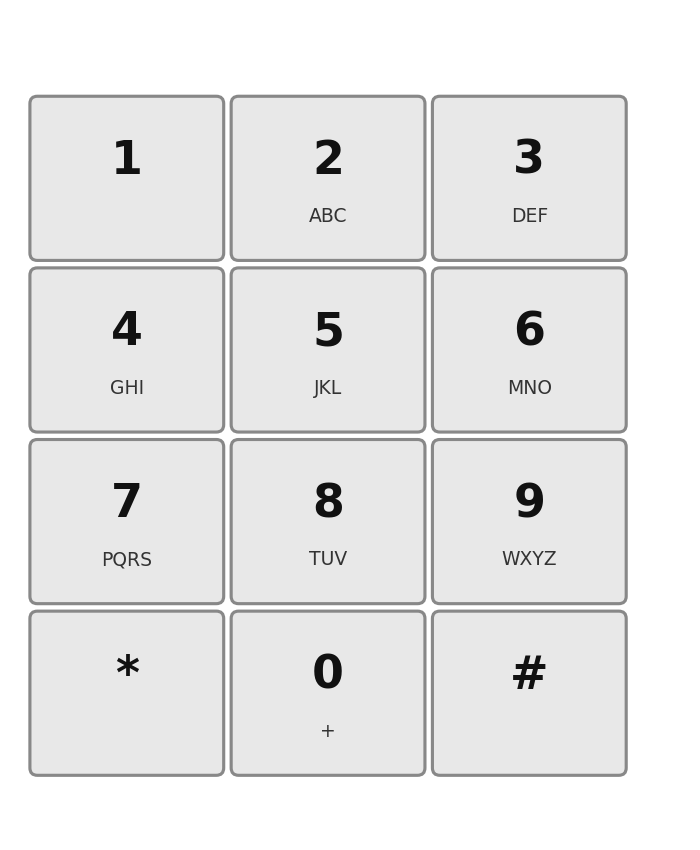 1 2 3
ABC DEF
4 5 6
GHI JKL MNO
7 8 9
PQRS TUV WXYZ
* 0 #
+